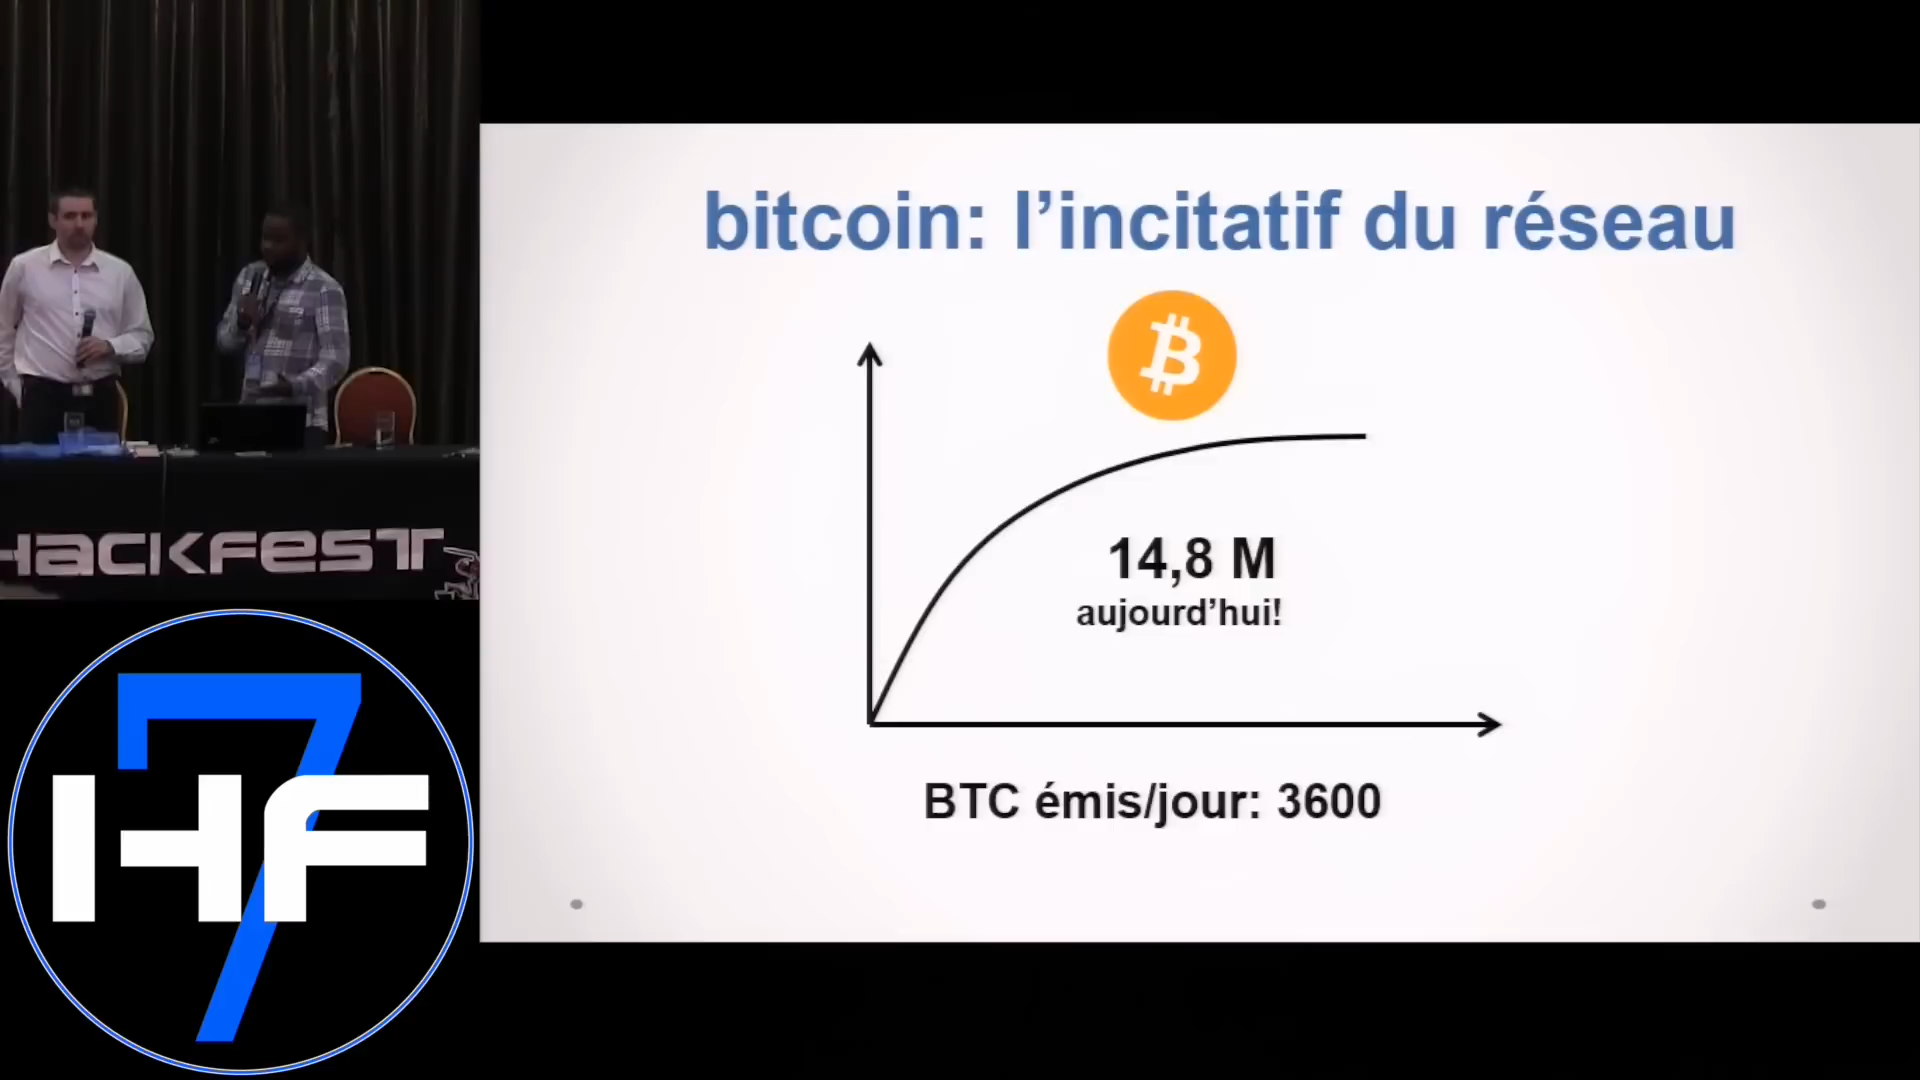 bitcoin: l’incitatif du réseau
14,8 M
aujourd’hui!
BTC émis/jour: 3600
HACKFEST
7
HF